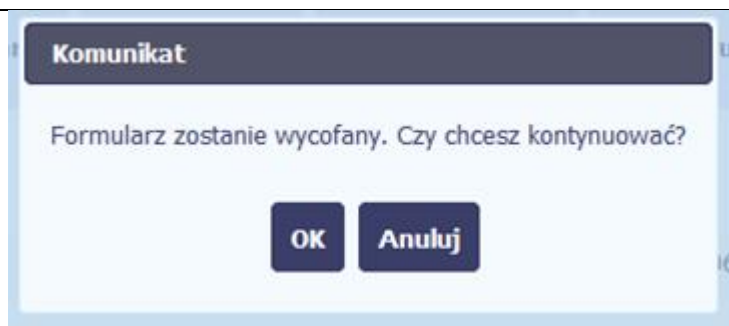 Komunikat
Formularz zostanie wycofany. Czy chcesz kontynuować?
OK Anuluj